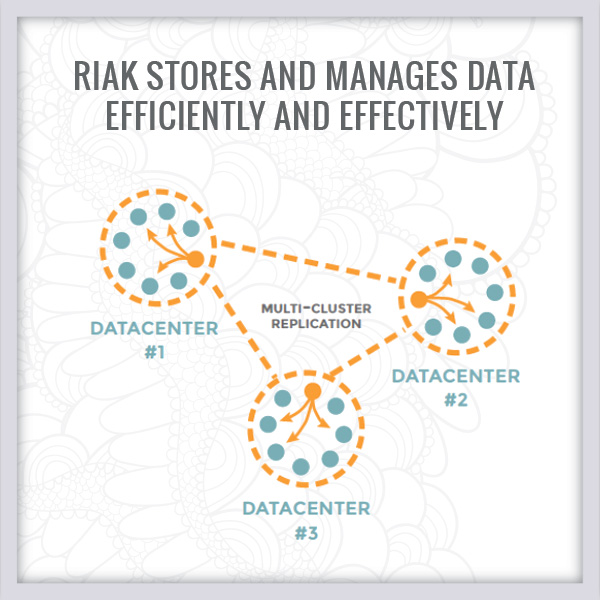 RIAK STORES AND MANAGES DATA
EFFICIENTLY AND EFFECTIVELY
DATACENTER
#1
MULTI-CLUSTER
REPLICATION
DATACENTER
#2
DATACENTER
#3